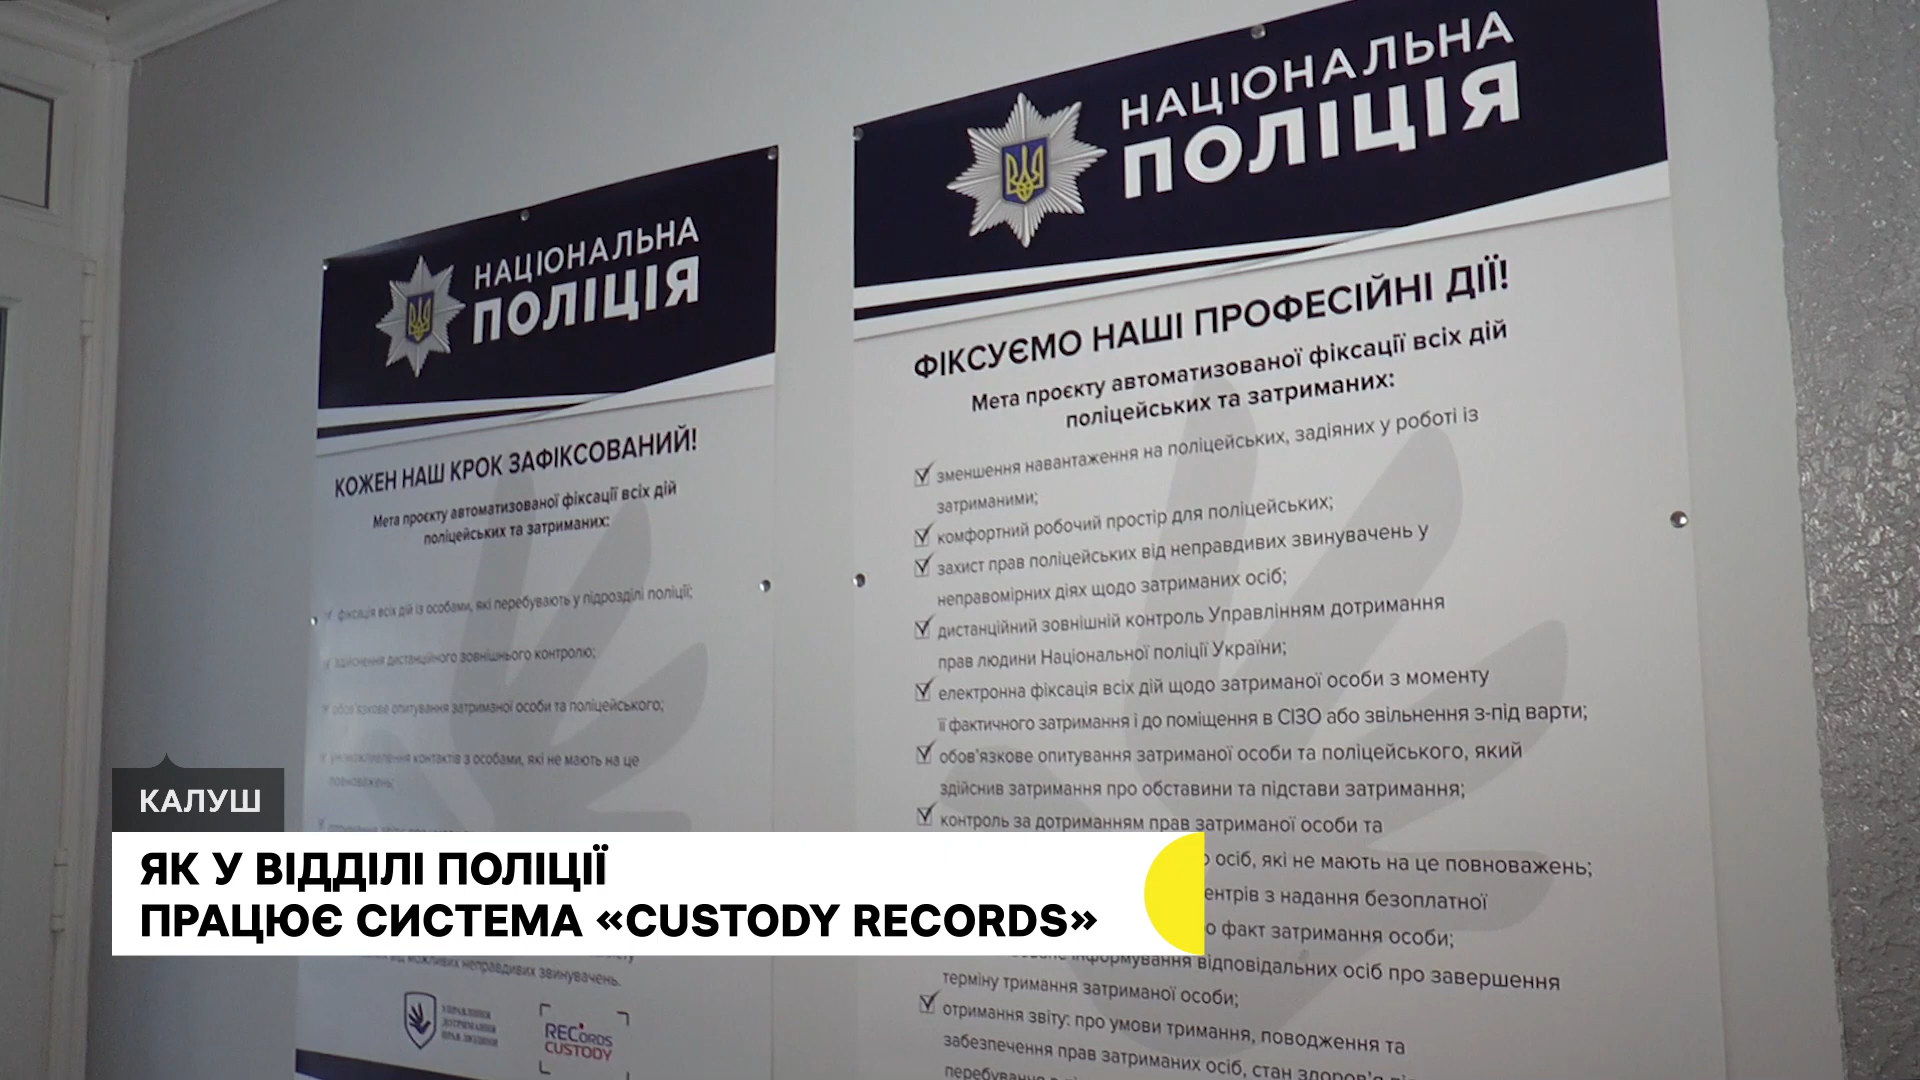 НАЦІОНАЛЬНА
ПОЛІЦІЯ
КОЖЕН НАШ КРОК ЗАФІКСОВАНИЙ!
Мета проєкту автоматизованої фіксації всіх дій
поліцейських та затриманих:
фіксація всіх дій із особами, які перебувають у підрозділі поліції;
здійснення дистанційного зовнішнього контролю;
обов'язкове опитування затриманої особи та поліцейського;
унеможливлення контактів з особами, які не мають на це
повноважень;
можливих неправдивих звинувачень.
УПРАВЛІННЯ
ДОТРИМАННЯ
ПРАВ ЛЮДИНИ
RECORDS
CUSTODY
НАЦІОНАЛЬНА
ПОЛІЦІЯ
ФІКСУЄМО НАШІ ПРОФЕСІЙНІ ДІЇ!
Мета проєкту автоматизованої фіксації всіх дій
поліцейських та затриманих:
зменшення навантаження на поліцейських, задіяних у роботі із
затриманими;
комфортний робочий простір для поліцейських;
захист прав поліцейських від неправдивих звинувачень у
неправомірних діях щодо затриманих осіб;
дистанційний зовнішній контроль Управлінням дотримання
прав людини Національної поліції України;
електронна фіксація всіх дій щодо затриманої особи з моменту
її фактичного затримання і до поміщення в СІЗО або звільнення з-під варти;
обов'язкове опитування затриманої особи та поліцейського, який
здійснив затримання про обставини та підстави затримання;
контроль за дотриманням прав затриманої особи та
осіб, які не мають на це повноважень;
з надання безоплатної
факт затримання особи;
інформування відповідальних осіб про завершення
терміну тримання затриманої особи;
отримання звіту: про умови тримання, поводження та
забезпечення прав затриманих осіб, стан
перебування
КАЛУШ
ЯК У ВІДДІЛІ ПОЛІЦІЇ
ПРАЦЮЄ СИСТЕМА «CUSTODY RECORDS»